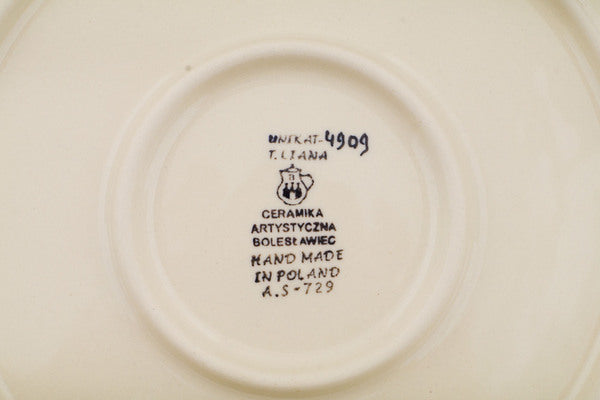 UNIKAT-4909
T.LIANA
CERAMIKA
ARTYSTYCZNA
BOLESŁAWIEC
HAND MADE
IN POLAND
A.S-729